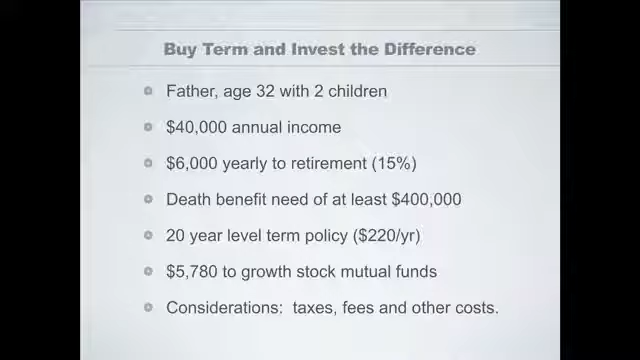 Buy Term and Invest the Difference
Father, age 32 with 2 children
$40,000 annual income
$6,000 yearly to retirement (15%)
Death benefit need of at least $400,000
20 year level term policy ($220/yr)
$5,780 to growth stock mutual funds
Considerations: taxes, fees and other costs.